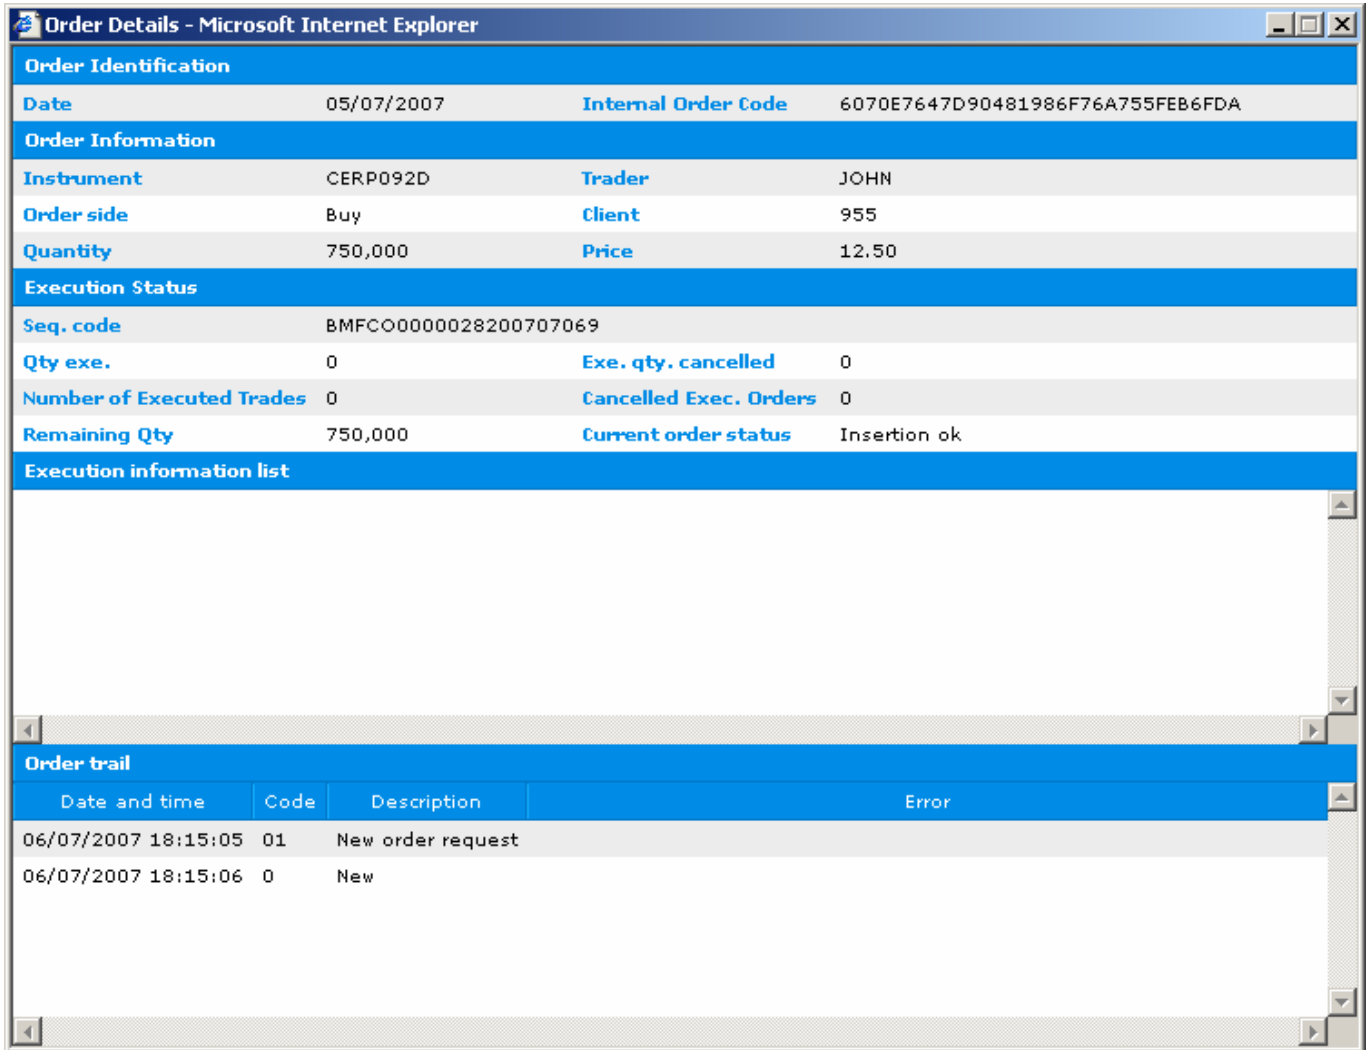 Order Details - Microsoft Internet Explorer
Order Identification
Date 05/07/2007 Internal Order Code 6070E7647D90481986F76A755FEB6FDA
Order Information
Instrument CERP092D Trader JOHN
Order side Buy Client 955
Quantity 750,000 Price 12.50
Execution Status
Seq. code BMFCO0000028200707069
Qty exe. 0 Exe. qty. cancelled 0
Number of Executed Trades 0 Cancelled Exec. Orders 0
Remaining Qty 750,000 Current order status Insertion ok
Execution information list
Order trail
Date and time Code Description Error
06/07/2007 18:15:05 01 New order request
06/07/2007 18:15:06 0 New